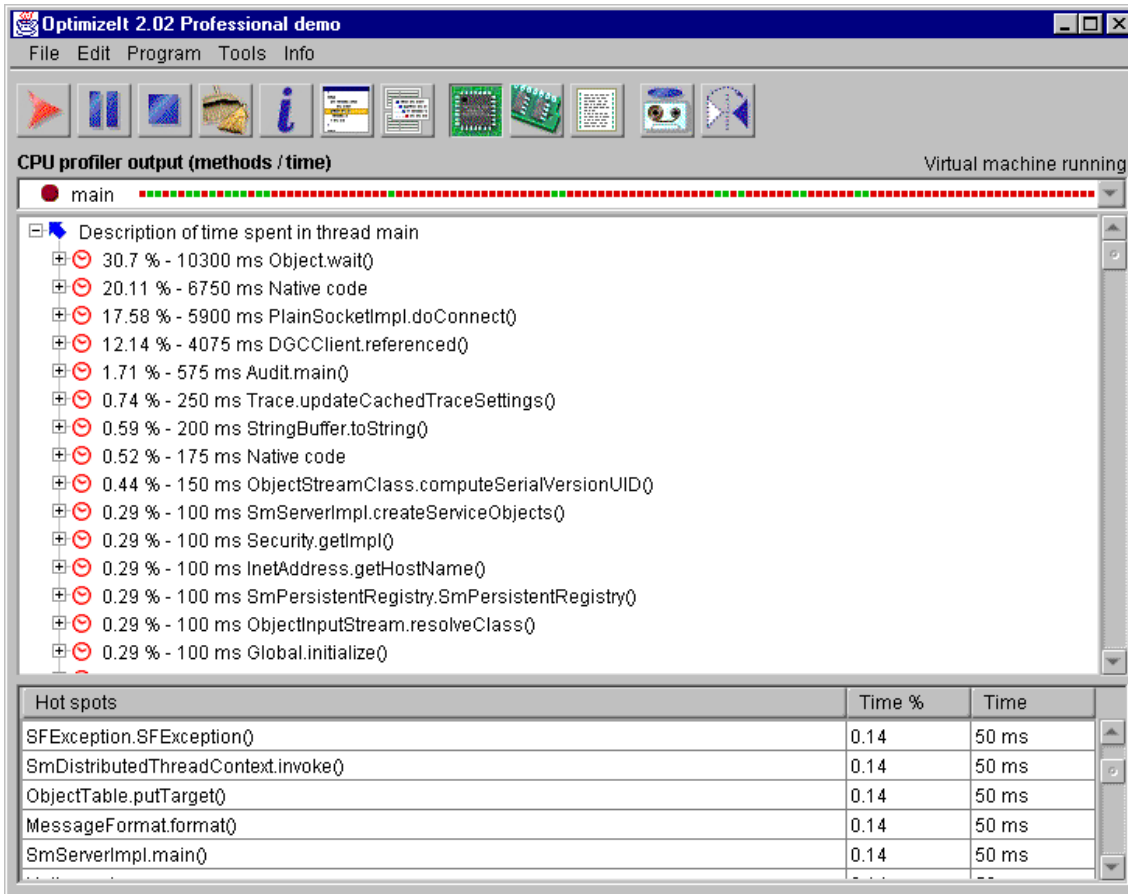 OptimizeIt 2.02 Professional demo
File Edit Program Tools Info
CPU profiler output (methods / time) Virtual machine running
main
Description of time spent in thread main
30.7 % - 10300 ms Object.wait()
20.11 % - 6750 ms Native code
17.58 % - 5900 ms PlainSocketImpl.doConnect()
12.14 % - 4075 ms DGCClient.referenced()
1.71 % - 575 ms Audit.main()
0.74 % - 250 ms Trace.updateCachedTraceSettings()
0.59 % - 200 ms StringBuffer.toString()
0.52 % - 175 ms Native code
0.44 % - 150 ms ObjectStreamClass.computeSerialVersionUID()
0.29 % - 100 ms SmServerImpl.createServiceObjects()
0.29 % - 100 ms Security.getImpl()
0.29 % - 100 ms InetAddress.getHostName()
0.29 % - 100 ms SmPersistentRegistry.SmPersistentRegistry()
0.29 % - 100 ms ObjectInputStream.resolveClass()
0.29 % - 100 ms Global.initialize()
Hot spots Time % Time
SFException.SFException() 0.14 50 ms
SmDistributedThreadContext.invoke() 0.14 50 ms
ObjectTable.putTarget() 0.14 50 ms
MessageFormat.format() 0.14 50 ms
SmServerImpl.main() 0.14 50 ms